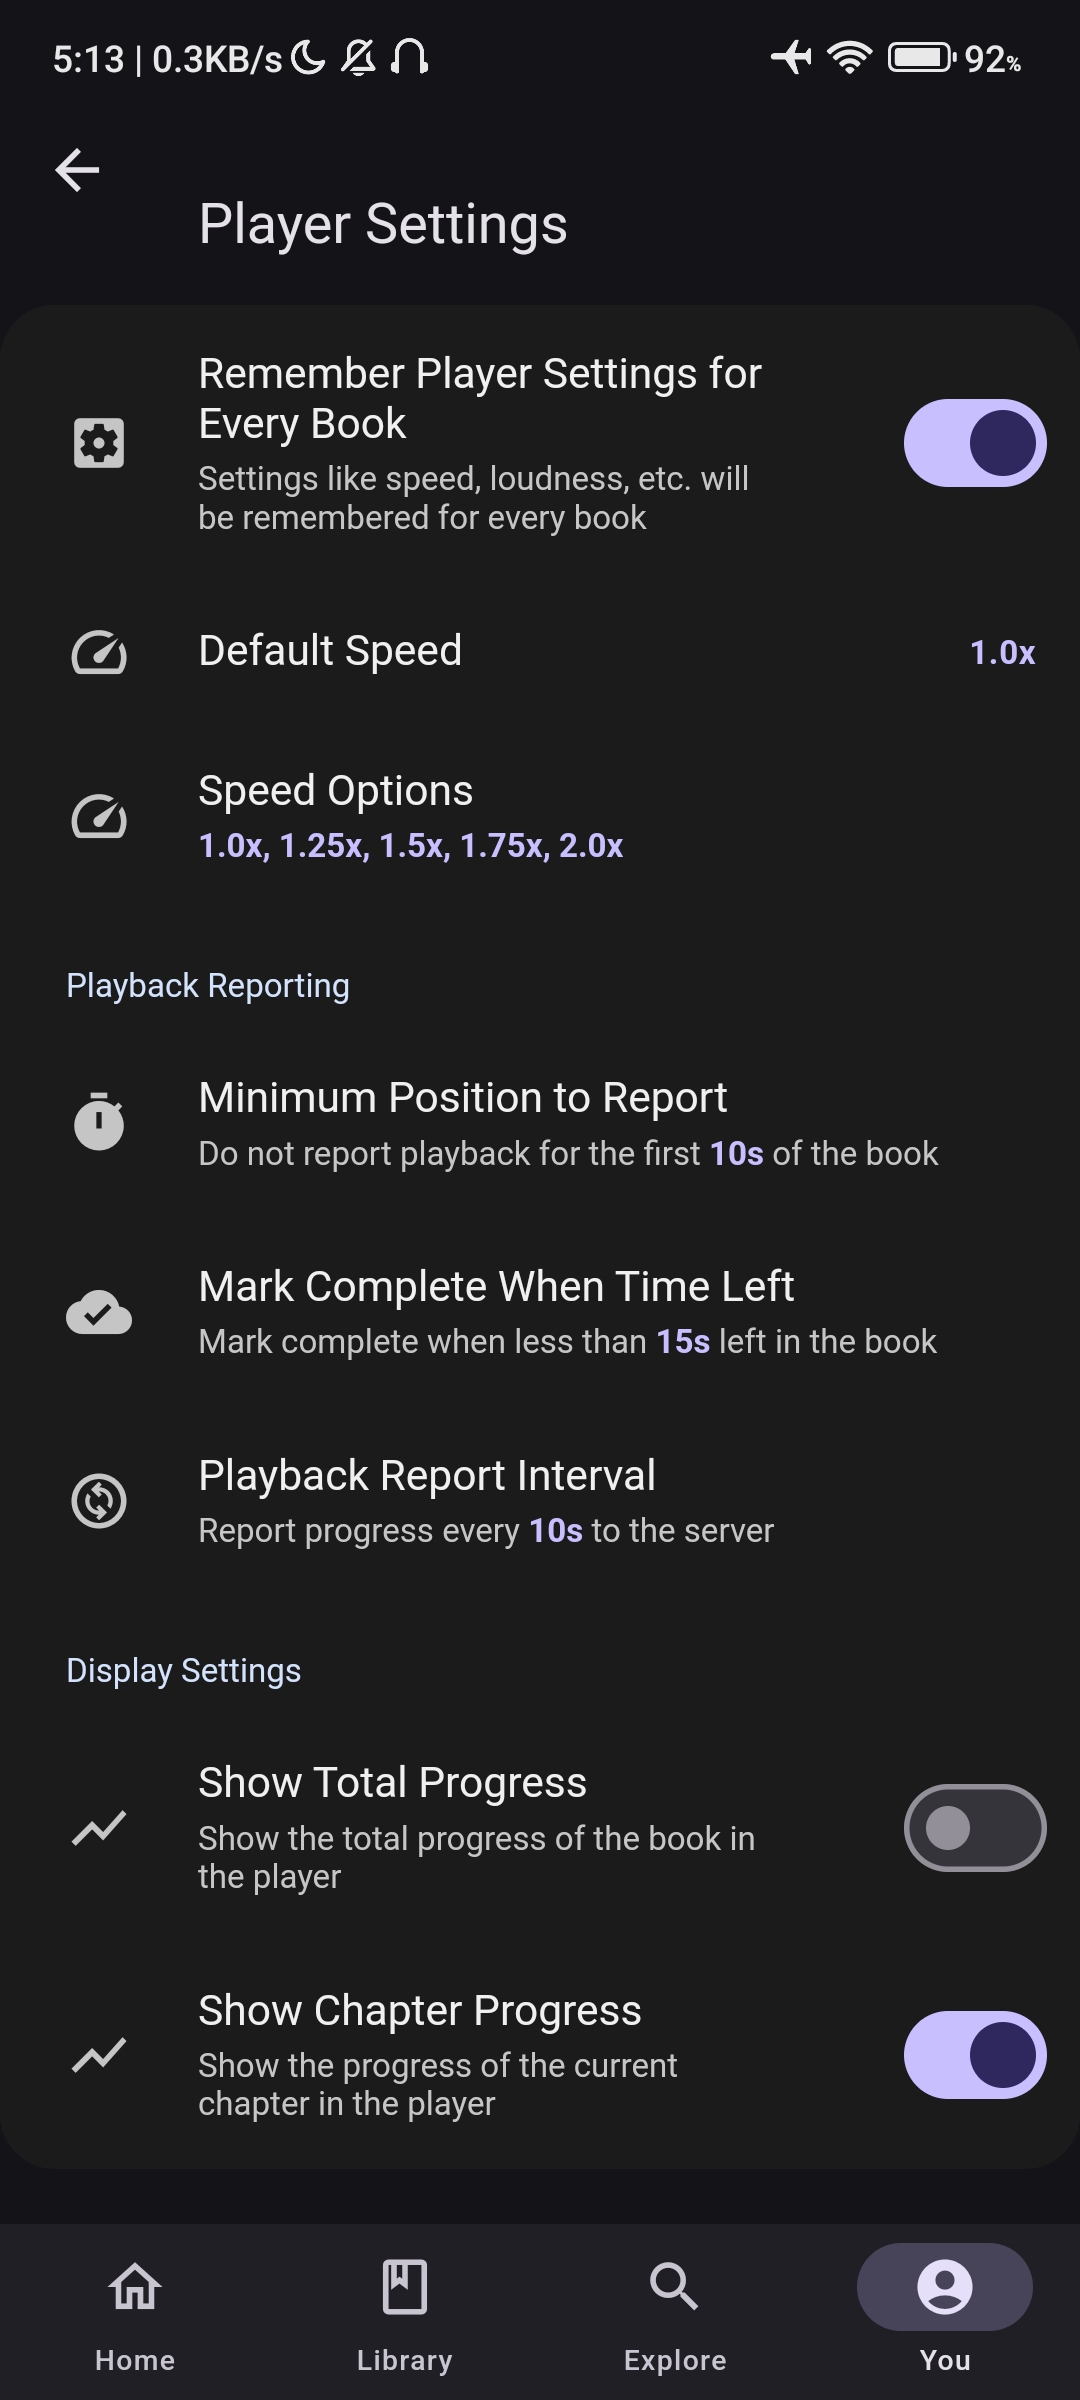 5:13 | 0.3KB/s 92%
Player Settings
Remember Player Settings for
Every Book
Settings like speed, loudness, etc. will
be remembered for every book
Default Speed 1.0x
Speed Options
1.0x, 1.25x, 1.5x, 1.75x, 2.0x
Playback Reporting
Minimum Position to Report
Do not report playback for the first 10s of the book
Mark Complete When Time Left
Mark complete when less than 15s left in the book
Playback Report Interval
Report progress every 10s to the server
Display Settings
Show Total Progress
Show the total progress of the book in
the player
Show Chapter Progress
Show the progress of the current
chapter in the player
Home Library Explore You